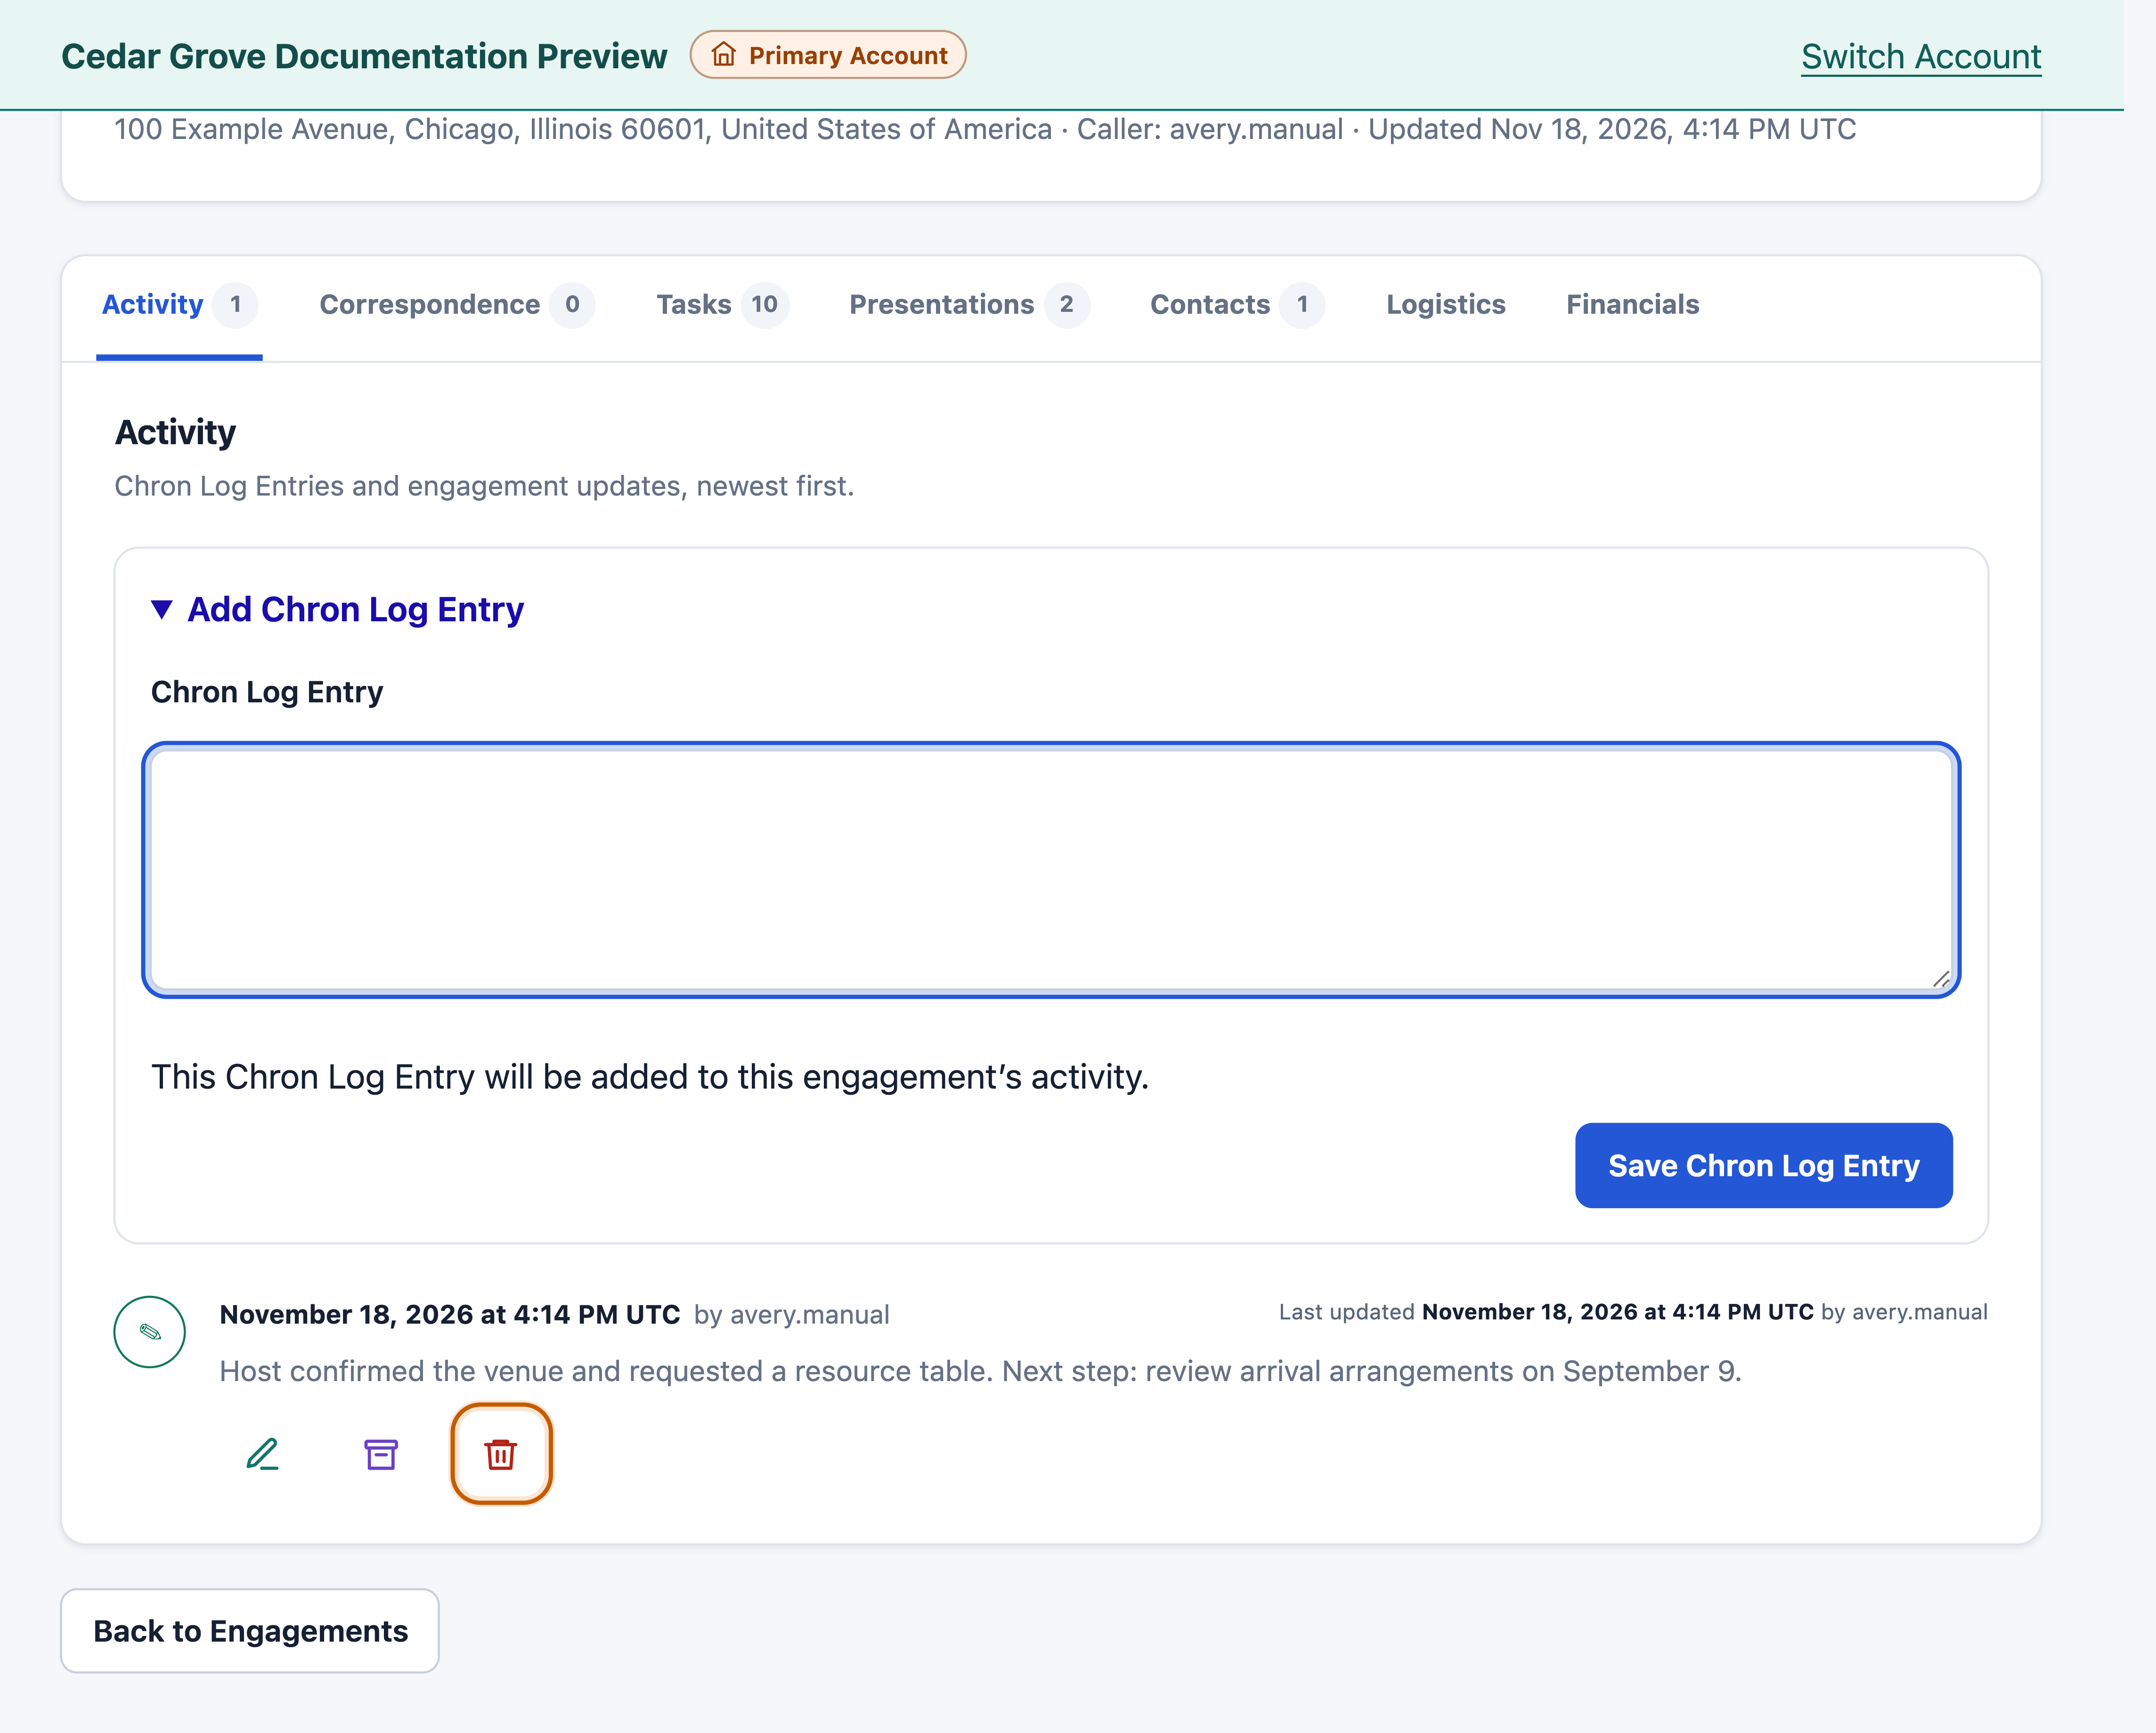 Cedar Grove Documentation Preview
Primary Account
Switch Account
100 Example Avenue, Chicago, Illinois 60601, United States of America · Caller: avery.manual · Updated Nov 18, 2026, 4:14 PM UTC
Activity 1
Correspondence 0
Tasks 10
Presentations 2
Contacts 1
Logistics
Financials
Activity
Chron Log Entries and engagement updates, newest first.
Add Chron Log Entry
Chron Log Entry
This Chron Log Entry will be added to this engagement’s activity.
Save Chron Log Entry
November 18, 2026 at 4:14 PM UTC by avery.manual
Last updated November 18, 2026 at 4:14 PM UTC by avery.manual
Host confirmed the venue and requested a resource table. Next step: review arrival arrangements on September 9.
Back to Engagements